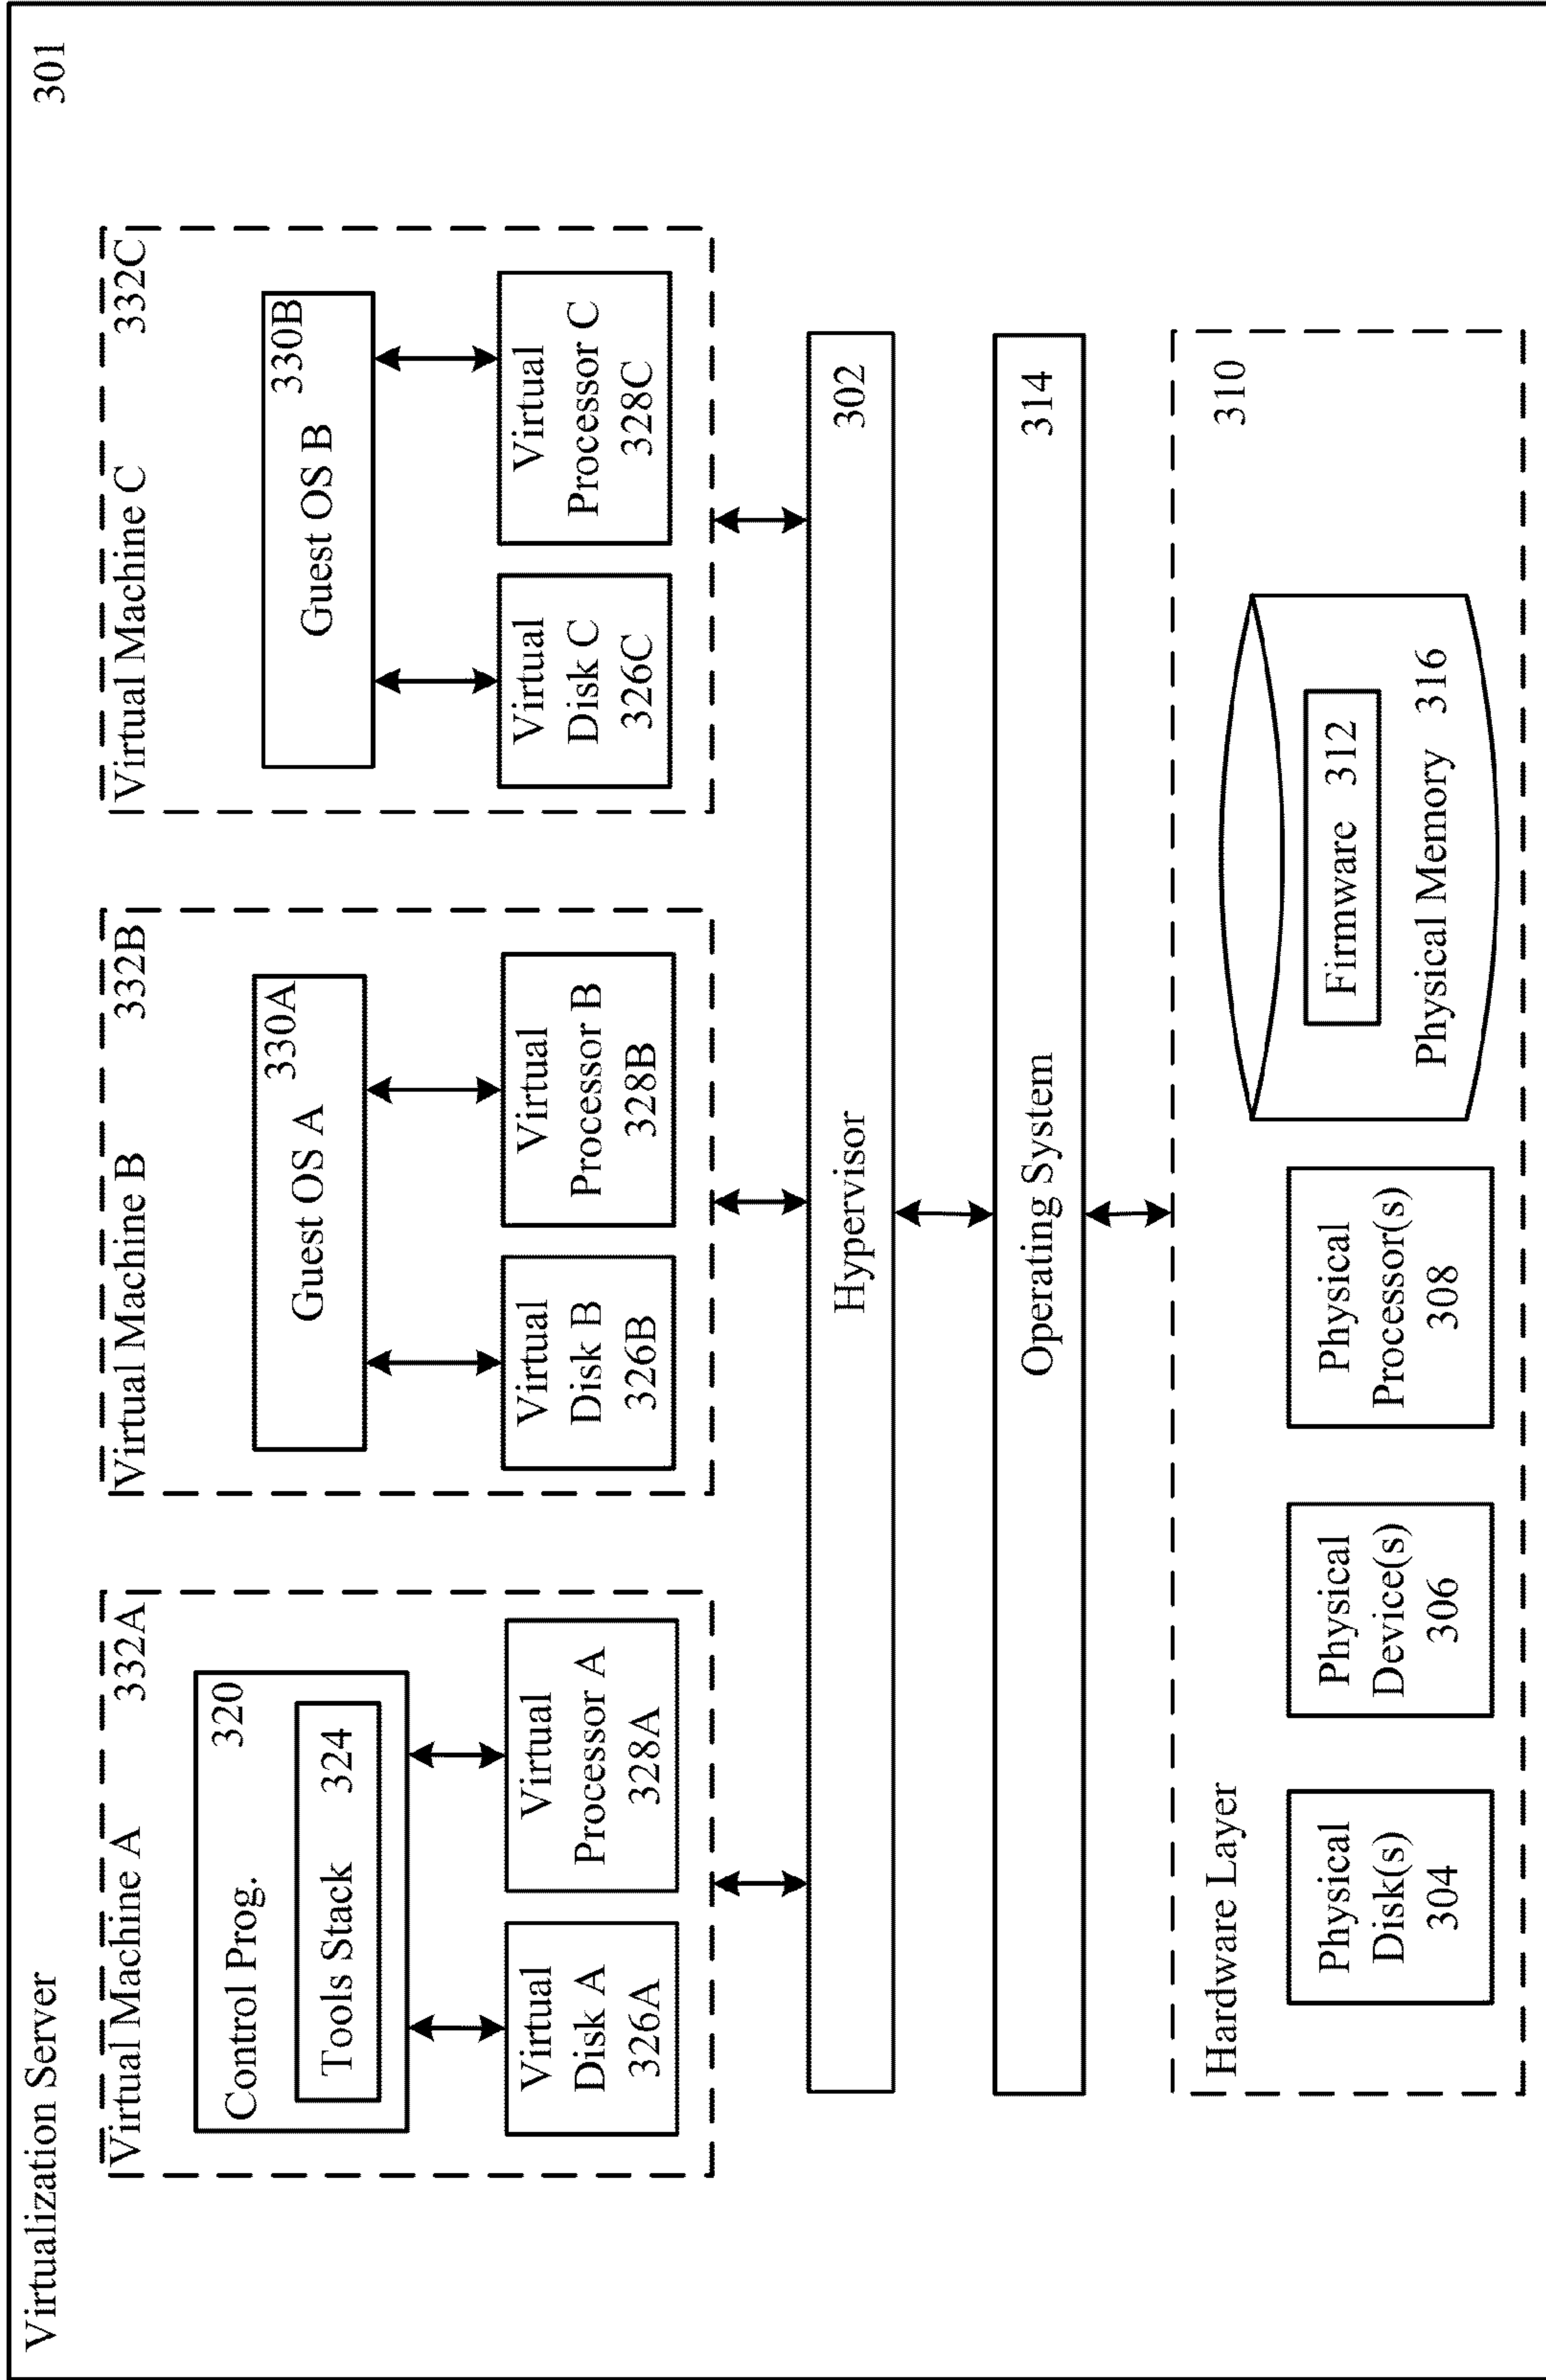 Virtualization Server
301
Virtual Machine A
332A
Control Prog.
320
Tools Stack 324
Virtual
Disk A
326A
Virtual
Processor A
328A
Virtual Machine B
332B
Guest OS A
330A
Virtual
Disk B
326B
Virtual
Processor B
328B
Virtual Machine C
332C
Guest OS B
330B
Virtual
Disk C
326C
Virtual
Processor C
328C
Hypervisor
302
Operating System
314
Hardware Layer
310
Physical
Disk(s)
304
Physical
Device(s)
306
Physical
Processor(s)
308
Firmware 312
Physical Memory 316